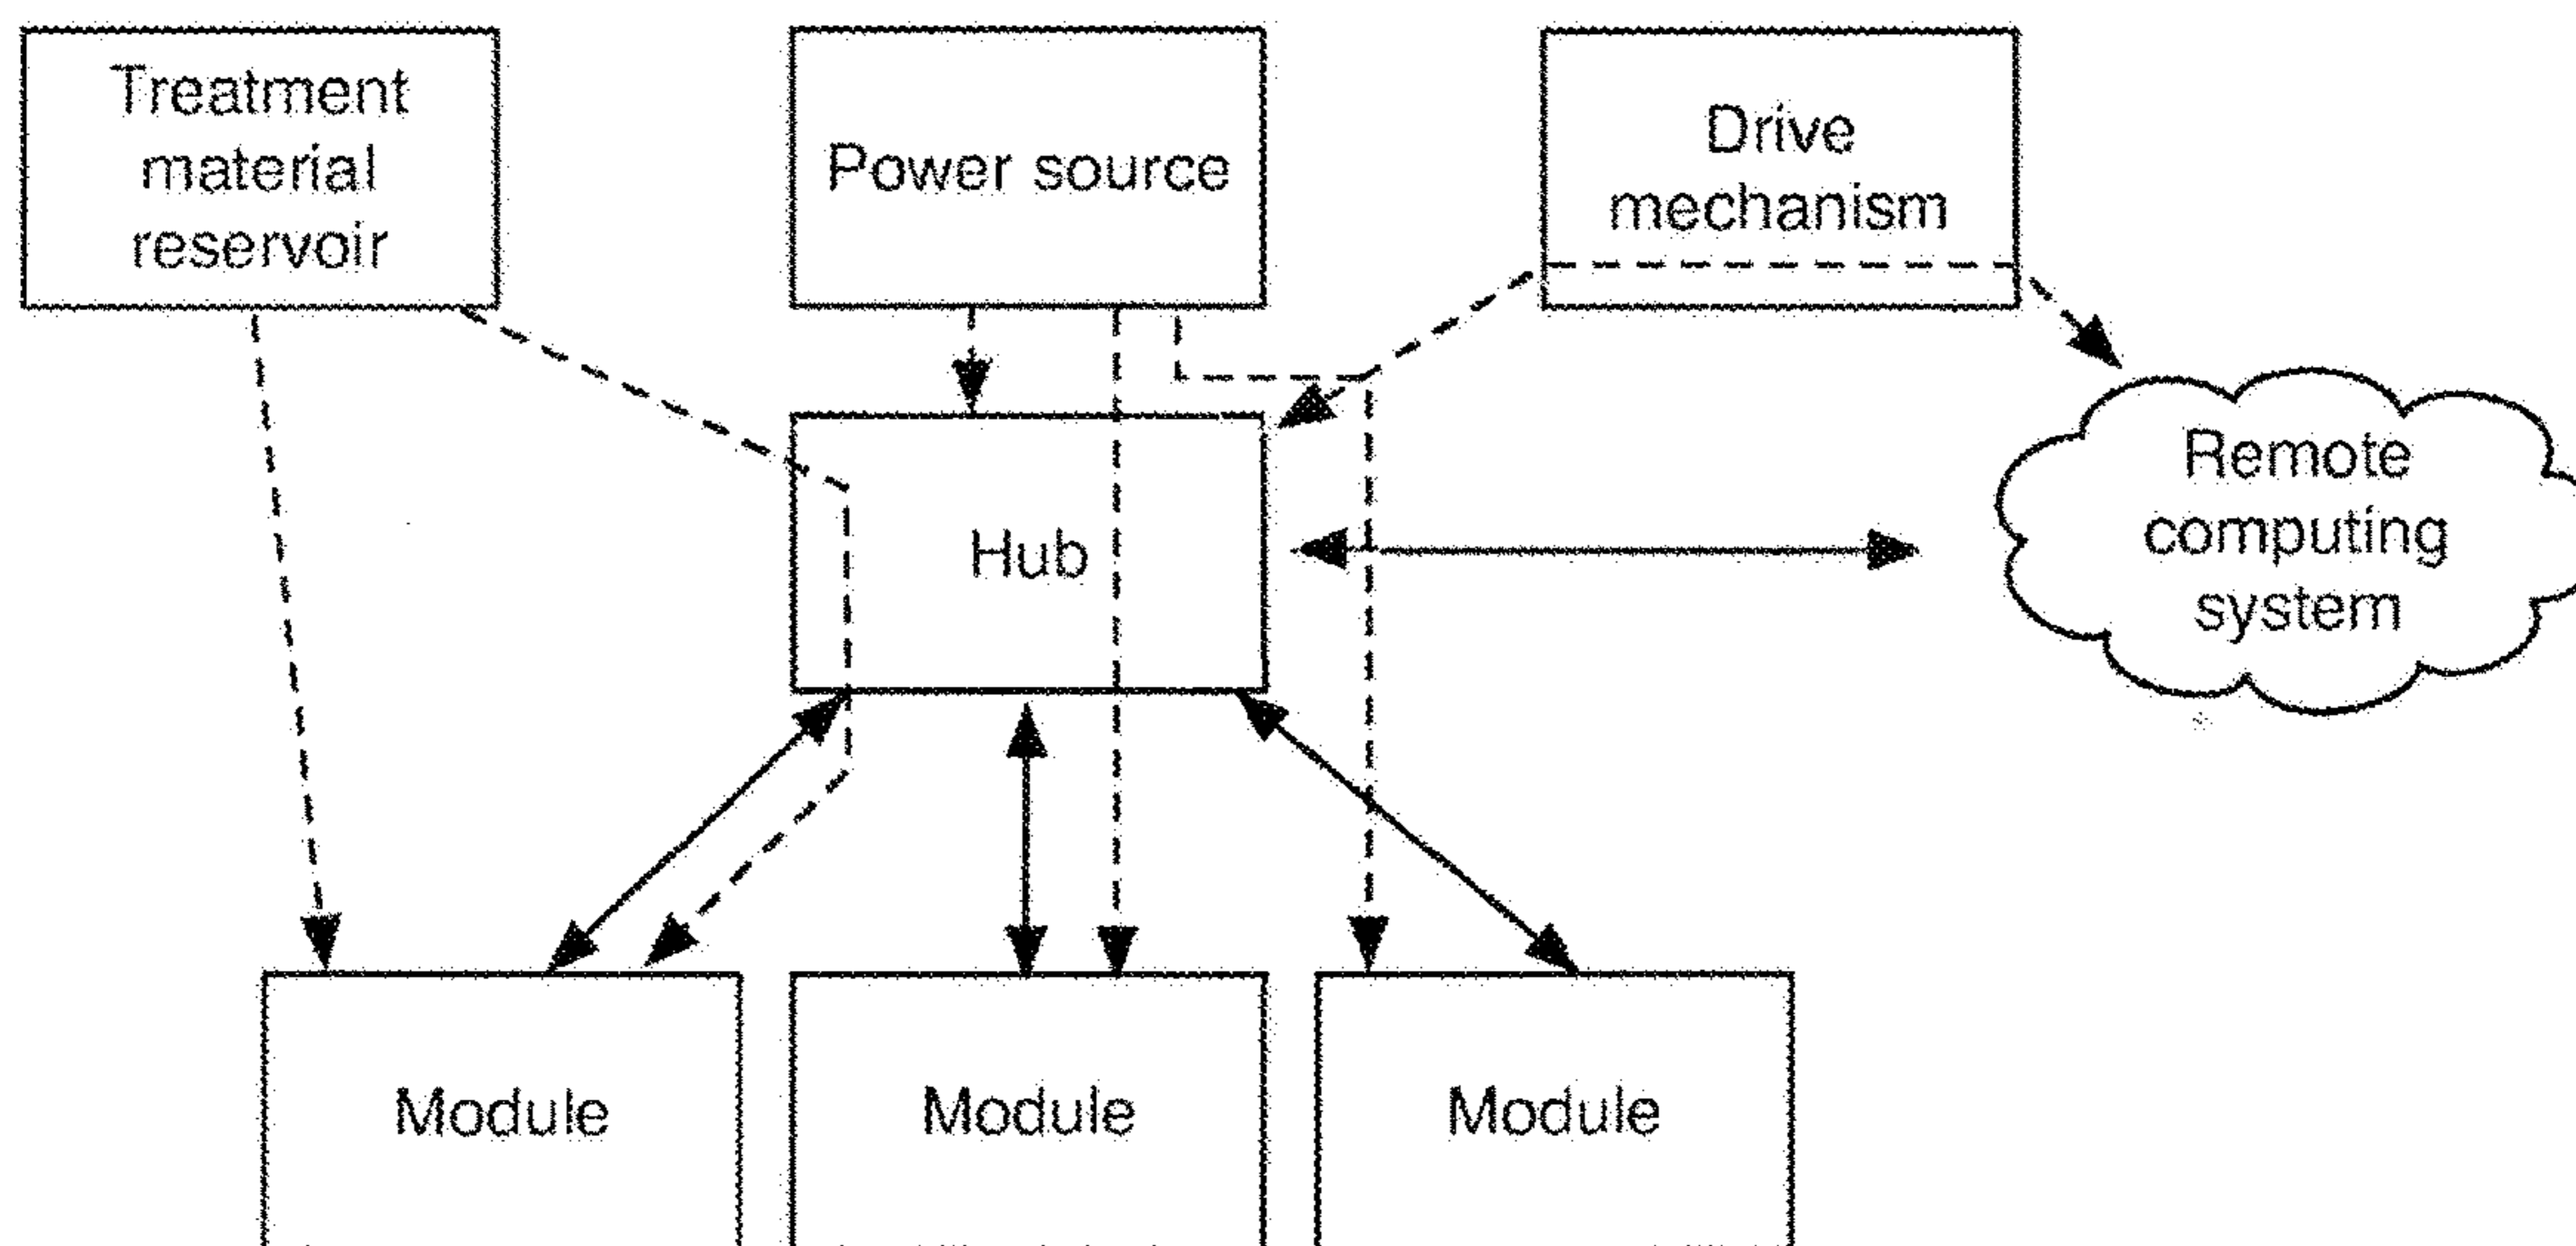 Treatment
material
reservoir
Power source
Drive
mechanism
Hub
Remote
computing
system
Module
Module
Module